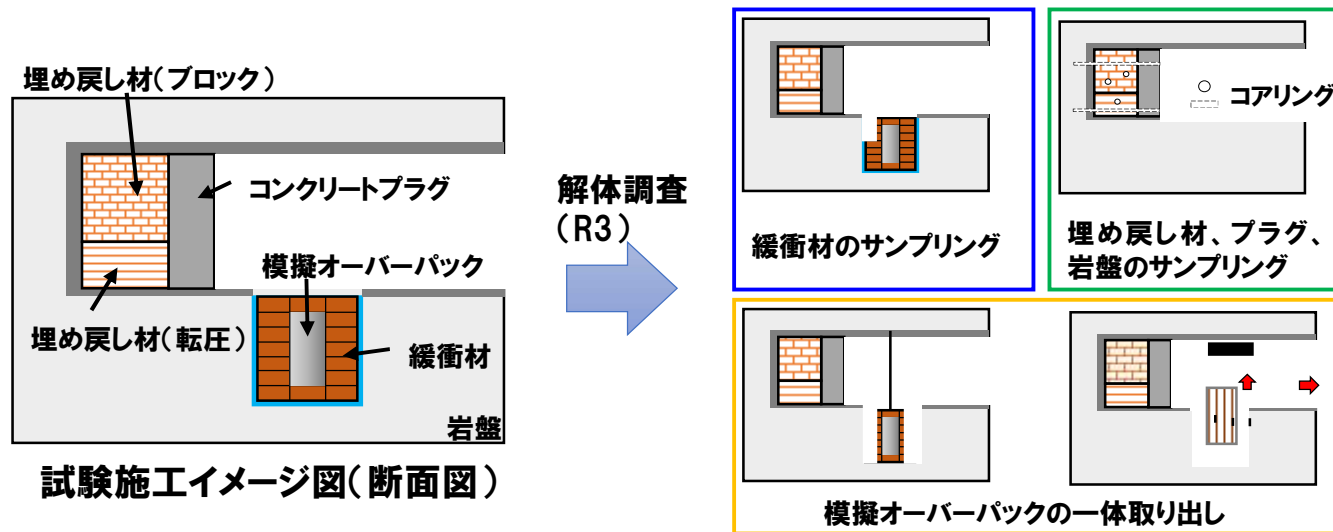 埋め戻し材(ブロック)
コンクリートプラグ
模擬オーバーパック
埋め戻し材(転圧)
緩衝材
岩盤
試験施工イメージ図(断面図)
解体調査
(R3)
緩衝材のサンプリング
コアリング
埋め戻し材、プラグ、
岩盤のサンプリング
模擬オーバーパックの一体取り出し